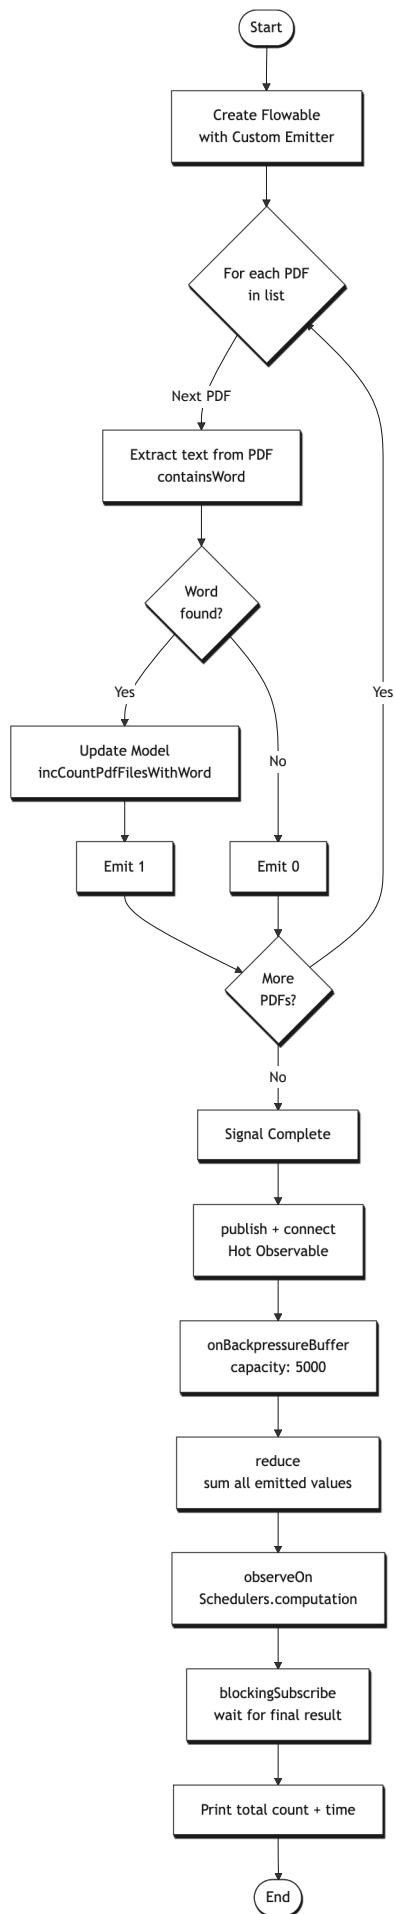 Start
Create Flowable
with Custom Emitter
For each PDF
in list
Next PDF
Extract text from PDF
containsWord
Word
found?
Yes
No
Yes
Update Model
incCountPdfFilesWithWord
Emit 1
Emit 0
More
PDFs?
No
Signal Complete
publish + connect
Hot Observable
onBackpressureBuffer
capacity: 5000
reduce
sum all emitted values
observeOn
Schedulers.computation
blockingSubscribe
wait for final result
Print total count + time
End